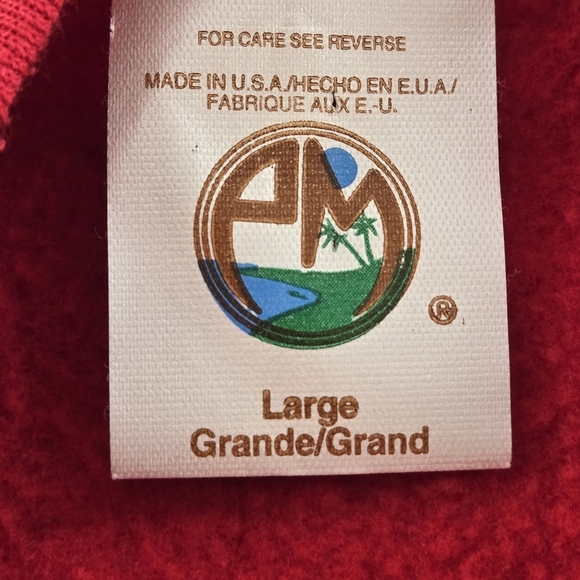 FOR CARE SEE REVERSE
MADE IN U.S.A./HECHO EN E.U.A./
FABRIQUE AUX E.-U.
PM
®
Large
Grande/Grand